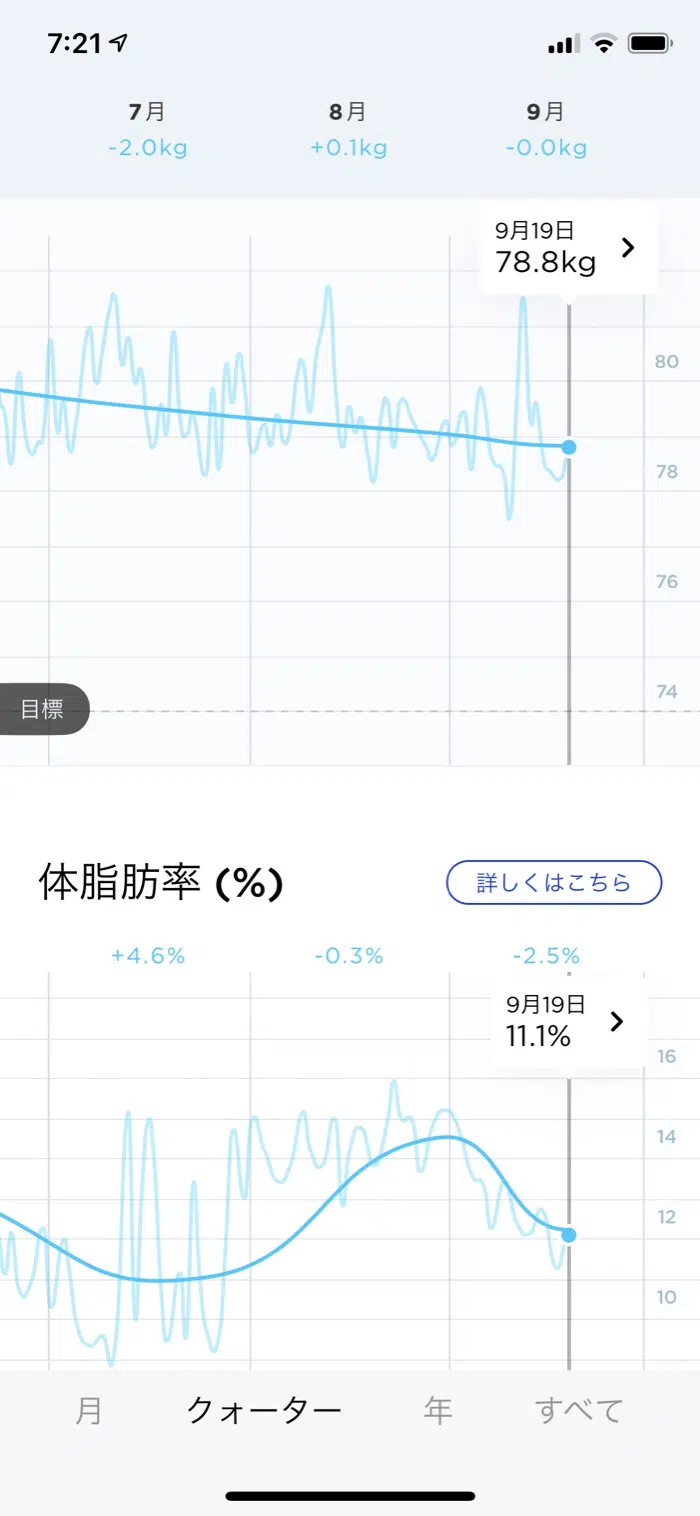 7:21
7月 8月 9月
-2.0kg +0.1kg -0.0kg
9月19日
78.8kg
80
78
76
74
目標
体脂肪率 (%)
詳しくはこちら
+4.6% -0.3% -2.5%
9月19日
11.1%
16
14
12
10
月 クォーター 年 すべて